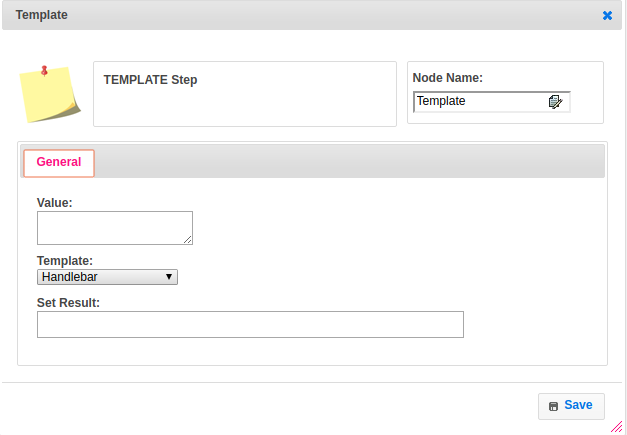 Template
TEMPLATE Step
Node Name:
Template
General
Value:
Template:
Handlebar
Set Result:
Save